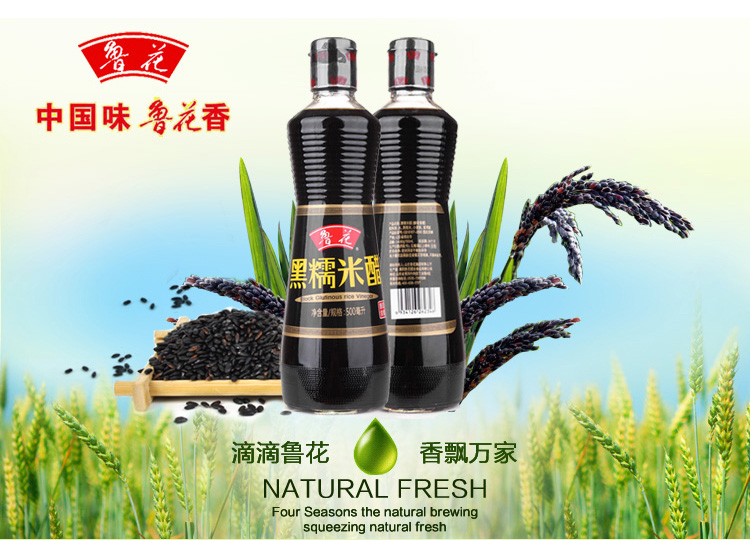 鲁花
中国味 鲁花香
鲁花
黑糯米醋
Black Glutinous rice Vinegar
净含量/规格:500毫升
滴滴鲁花 香飘万家
NATURAL FRESH
Four Seasons the natural brewing
squeezing natural fresh